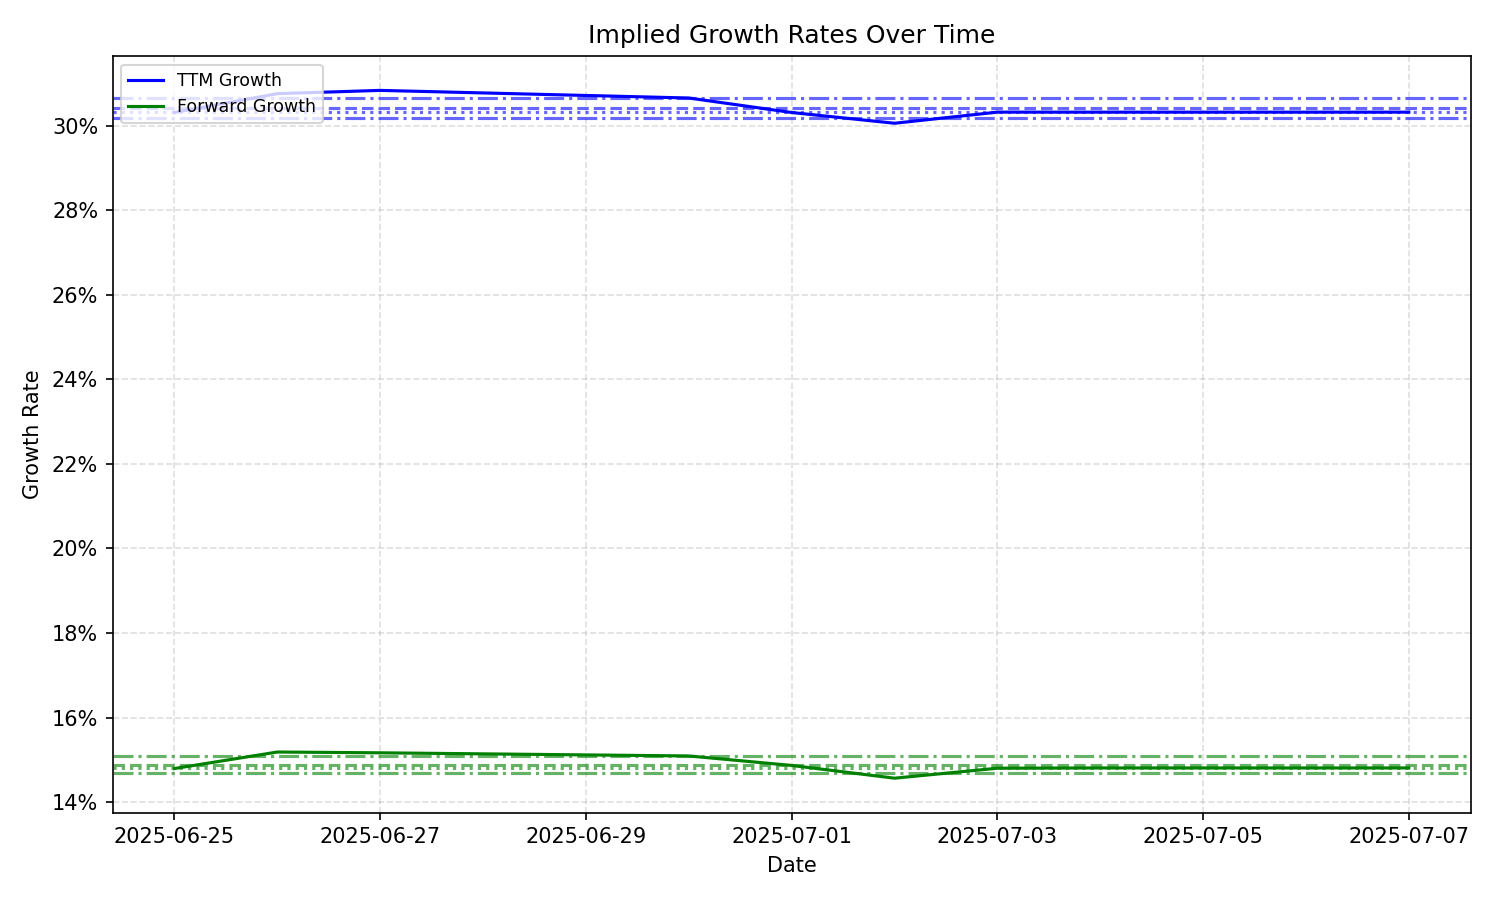 Implied Growth Rates Over Time
TTM Growth
Forward Growth
30%
28%
26%
24%
22%
20%
18%
16%
14%
Growth Rate
2025-06-25 2025-06-27 2025-06-29 2025-07-01 2025-07-03 2025-07-05 2025-07-07
Date